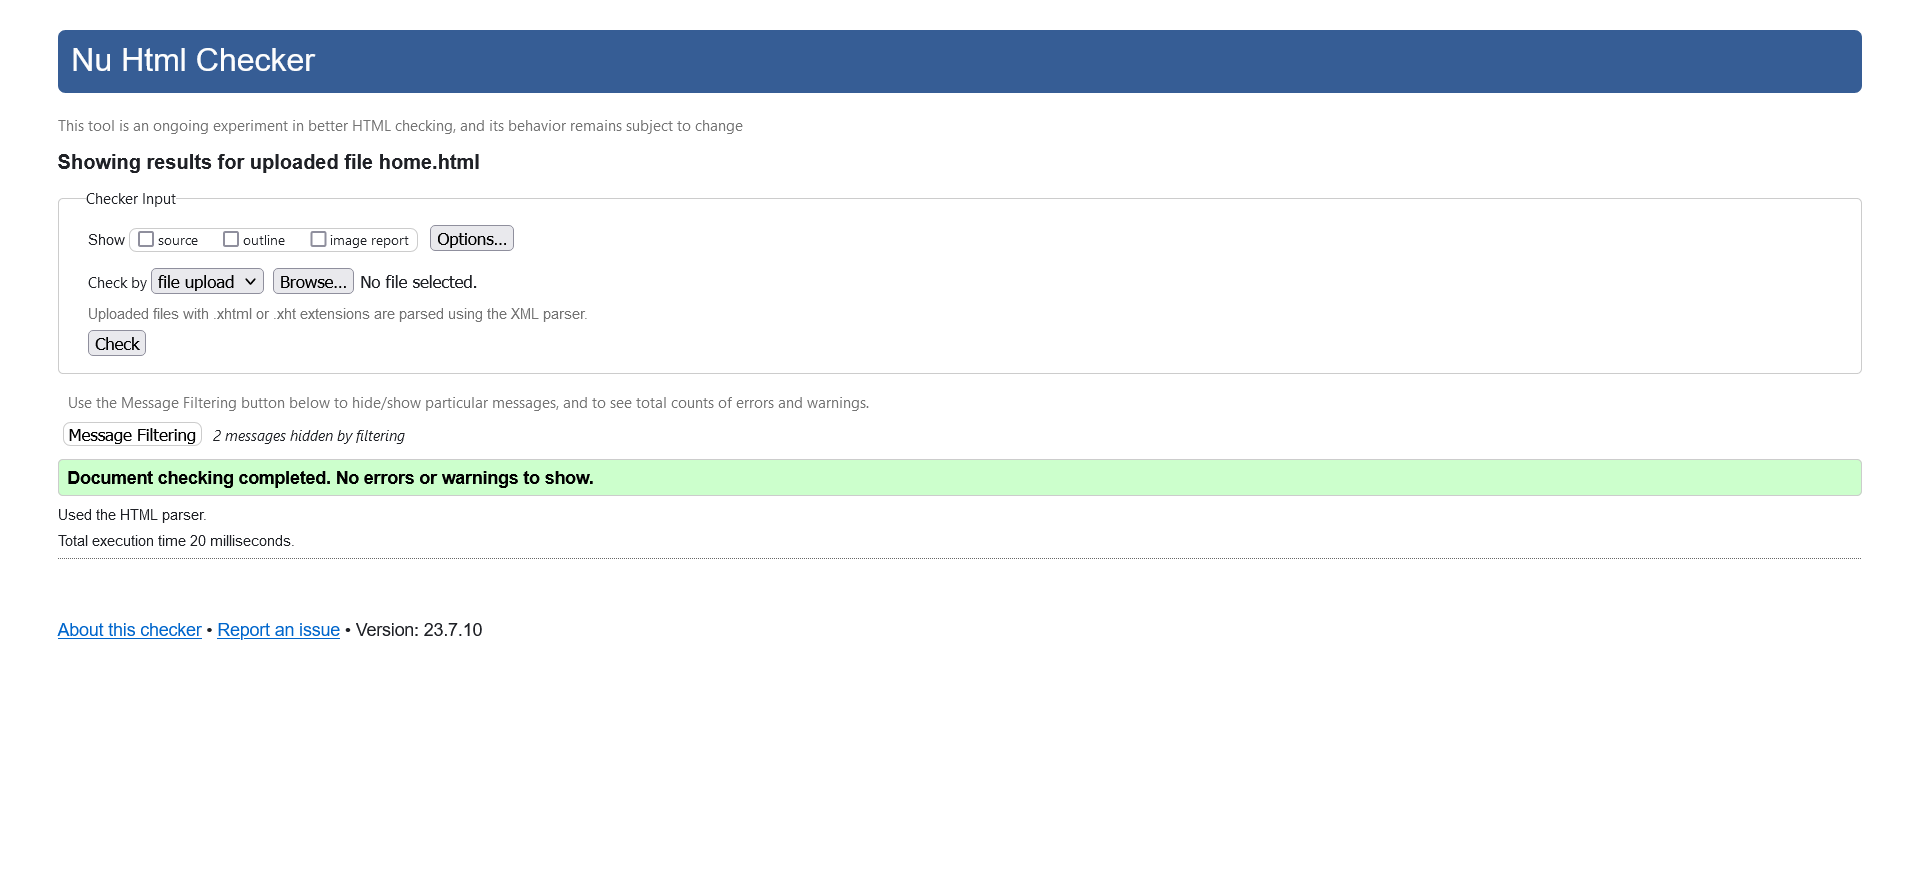 Nu Html Checker
This tool is an ongoing experiment in better HTML checking, and its behavior remains subject to change
Showing results for uploaded file home.html
Checker Input
Show source outline image report Options...
Check by file upload Browse... No file selected.
Uploaded files with .xhtml or .xht extensions are parsed using the XML parser.
Check
Use the Message Filtering button below to hide/show particular messages, and to see total counts of errors and warnings.
Message Filtering 2 messages hidden by filtering
Document checking completed. No errors or warnings to show.
Used the HTML parser.
Total execution time 20 milliseconds.
About this checker • Report an issue • Version: 23.7.10